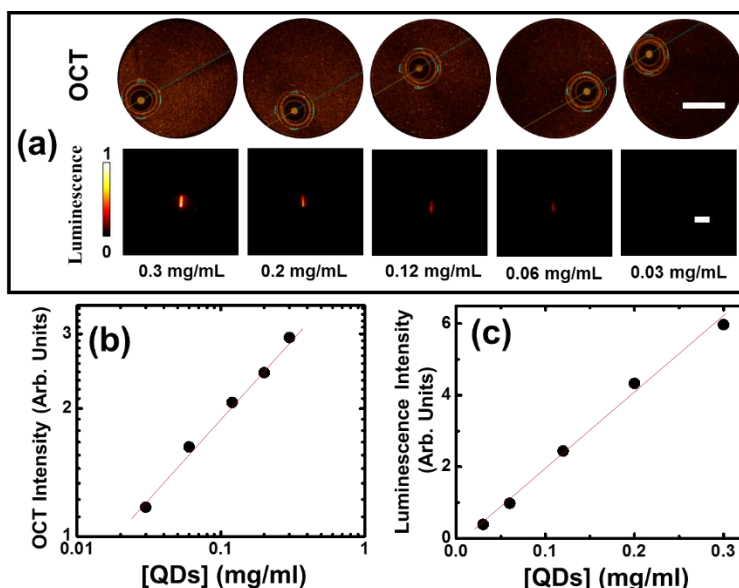 OCT
(a)
Luminescence
1
0
0.3 mg/mL 0.2 mg/mL 0.12 mg/mL 0.06 mg/mL 0.03 mg/mL
(b)
OCT Intensity (Arb. Units)
3
2
1
0.01 0.1 1
[QDs] (mg/ml)
(c)
Luminescence Intensity
(Arb. Units)
6
4
2
0
0.0 0.1 0.2 0.3
[QDs] (mg/ml)